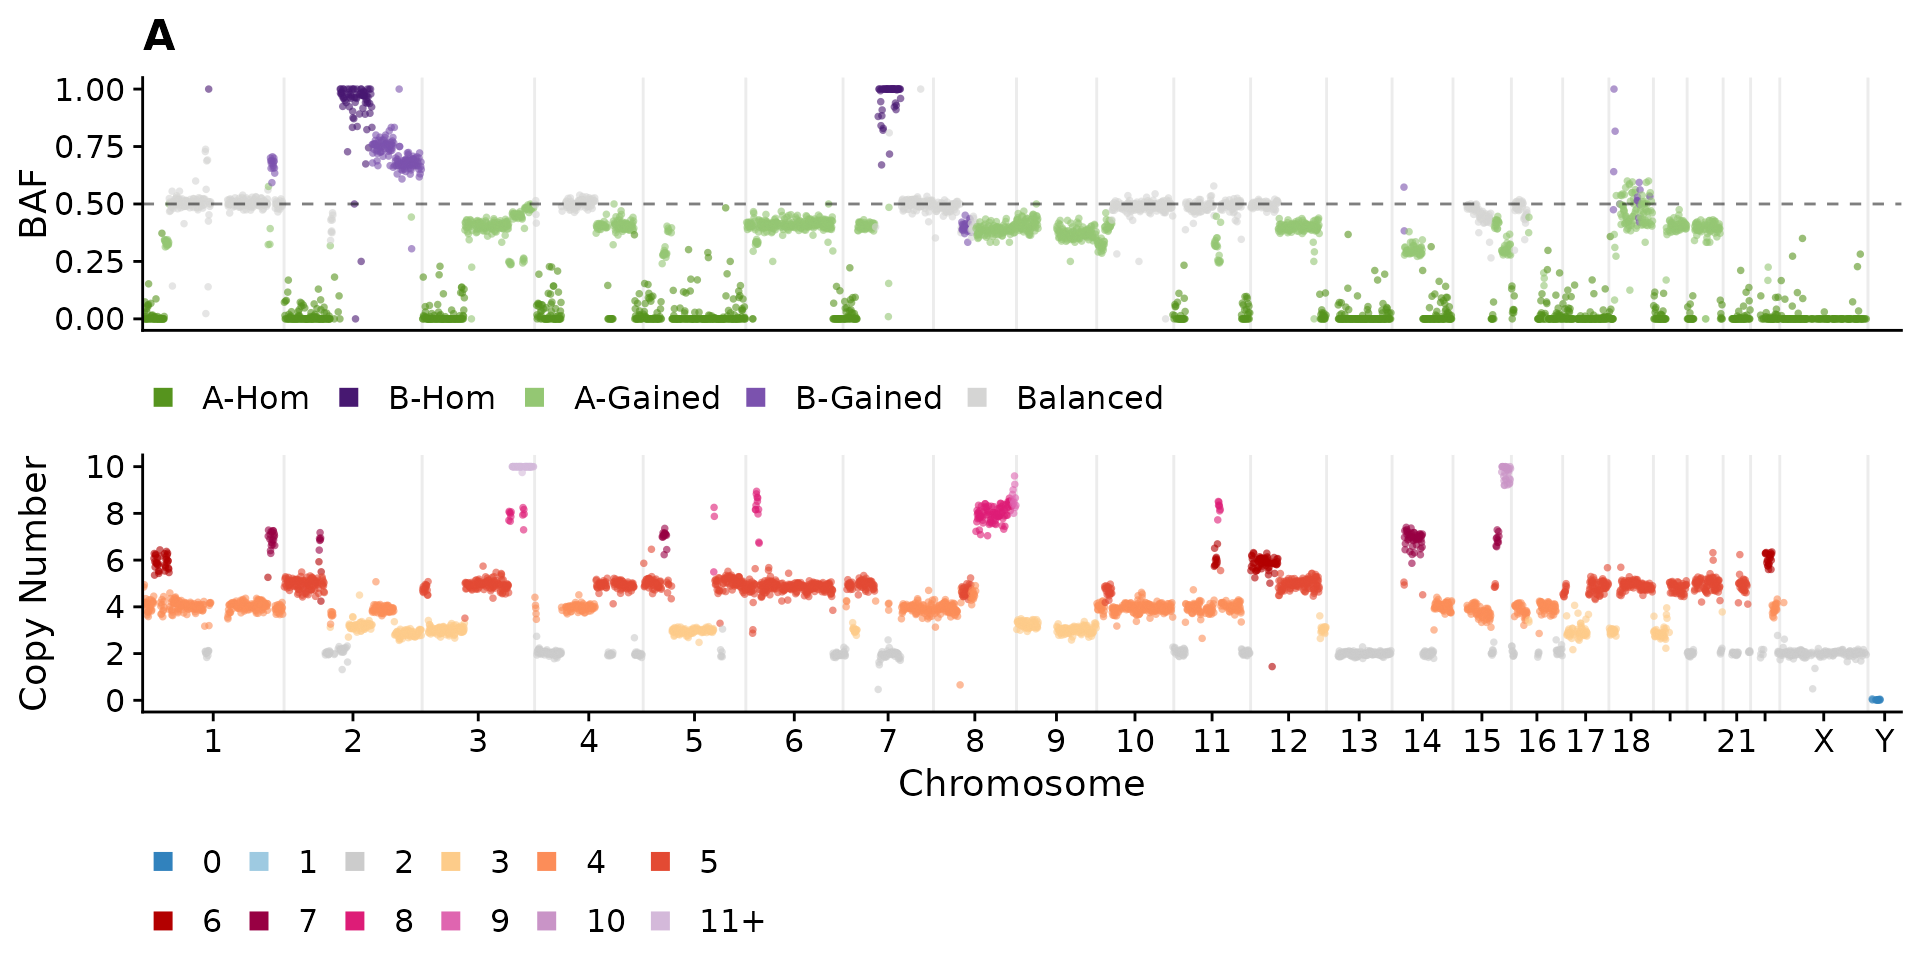 A
BAF
1.00
0.75
0.50
0.25
0.00
A-Hom B-Hom A-Gained B-Gained Balanced
Copy Number
10
8
6
4
2
0
1 2 3 4 5 6 7 8 9 10 11 12 13 14 15 16 17 18 21 X Y
Chromosome
0 1 2 3 4 5
6 7 8 9 10 11+